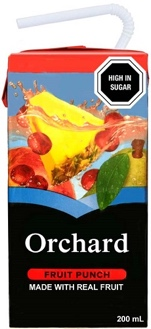 HIGH IN
SUGAR
Orchard
FRUIT PUNCH
MADE WITH REAL FRUIT
200 mL